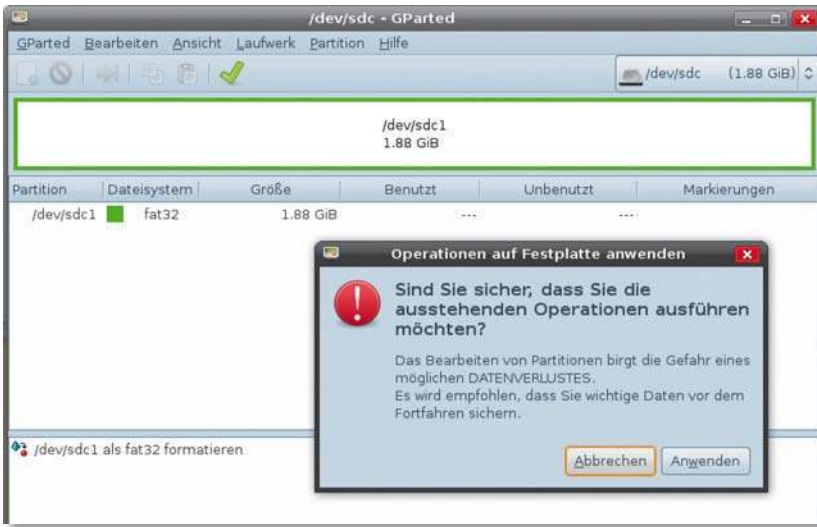 /dev/sdc - GParted
GParted Bearbeiten Ansicht Laufwerk Partition Hilfe
/dev/sdc (1.88 GiB)
/dev/sdc1
1.88 GiB
Partition Dateisystem Größe Benutzt Unbenutzt Markierungen
/dev/sdc1 fat32 1.88 GiB --- ---
Operationen auf Festplatte anwenden
Sind Sie sicher, dass Sie die
ausstehenden Operationen ausführen
möchten?
Das Bearbeiten von Partitionen birgt die Gefahr eines
möglichen DATENVERLUSTES.
Es wird empfohlen, dass Sie wichtige Daten vor dem
Fortfahren sichern.
Abbrechen Anwenden
/dev/sdc1 als fat32 formatieren